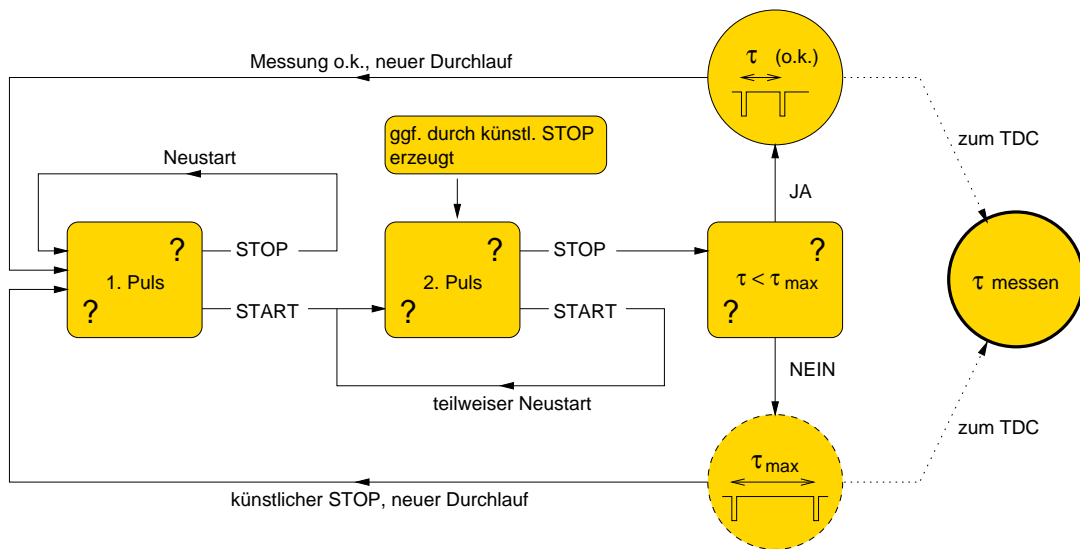 τ (o.k.)
Messung o.k., neuer Durchlauf
ggf. durch künstl. STOP
erzeugt
zum TDC
Neustart
JA
? STOP
? STOP
?
1. Puls
2. Puls
τ < τ max
τ messen
? START
? START
?
NEIN
teilweiser Neustart
zum TDC
τ max
künstlicher STOP, neuer Durchlauf